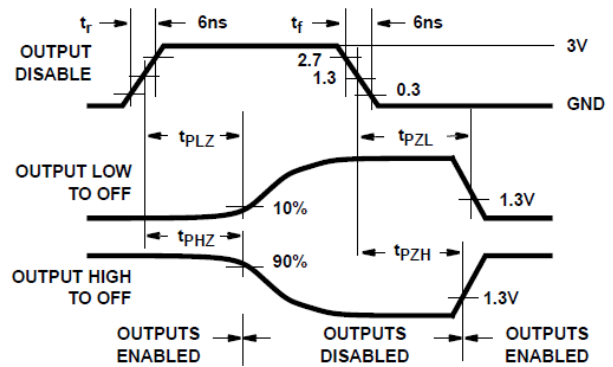 tr 6ns tf 6ns
OUTPUT
DISABLE
3V
2.7
1.3
0.3
GND
tPLZ tPZL
OUTPUT LOW
TO OFF
10%
1.3V
tPHZ tPZH
OUTPUT HIGH
TO OFF
90%
1.3V
OUTPUTS
ENABLED
OUTPUTS
DISABLED
OUTPUTS
ENABLED